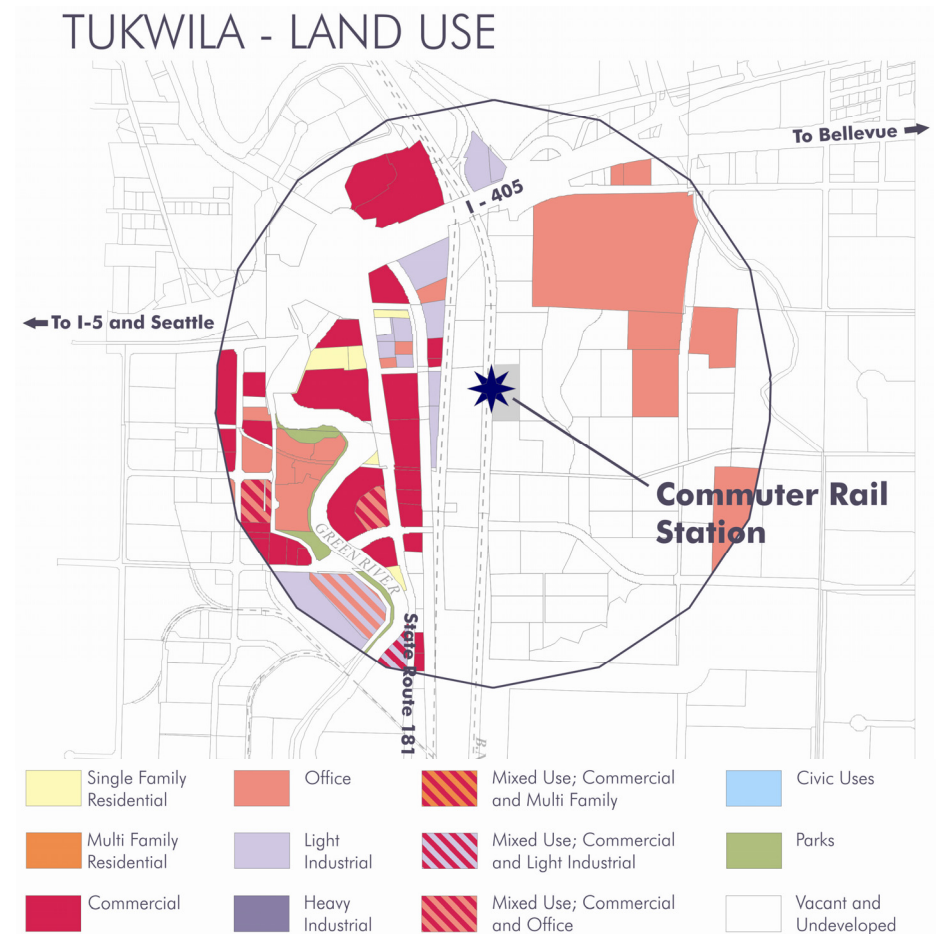 TUKWILA - LAND USE
To Bellevue
I - 405
To I-5 and Seattle
Commuter Rail
Station
GREEN RIVER
State Route 181
Single Family
Residential
Office
Mixed Use; Commercial
and Multi Family
Civic Uses
Multi Family
Residential
Light
Industrial
Mixed Use; Commercial
and Light Industrial
Parks
Commercial
Heavy
Industrial
Mixed Use; Commercial
and Office
Vacant and
Undeveloped